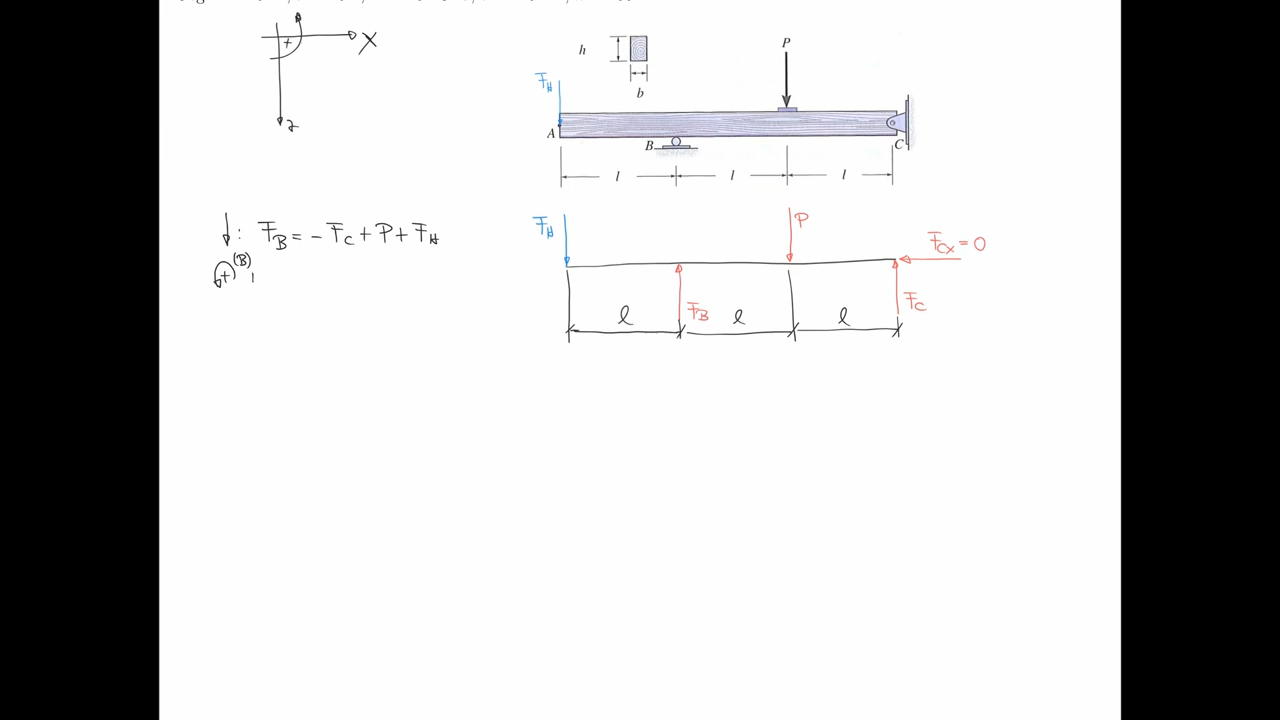 X
z
h
b
P
F_H
A
B
C
l l l
↓: F_B = - F_C + P + F_H
(B)
F_H
P
F_Cx = 0
F_B
F_C
l l l